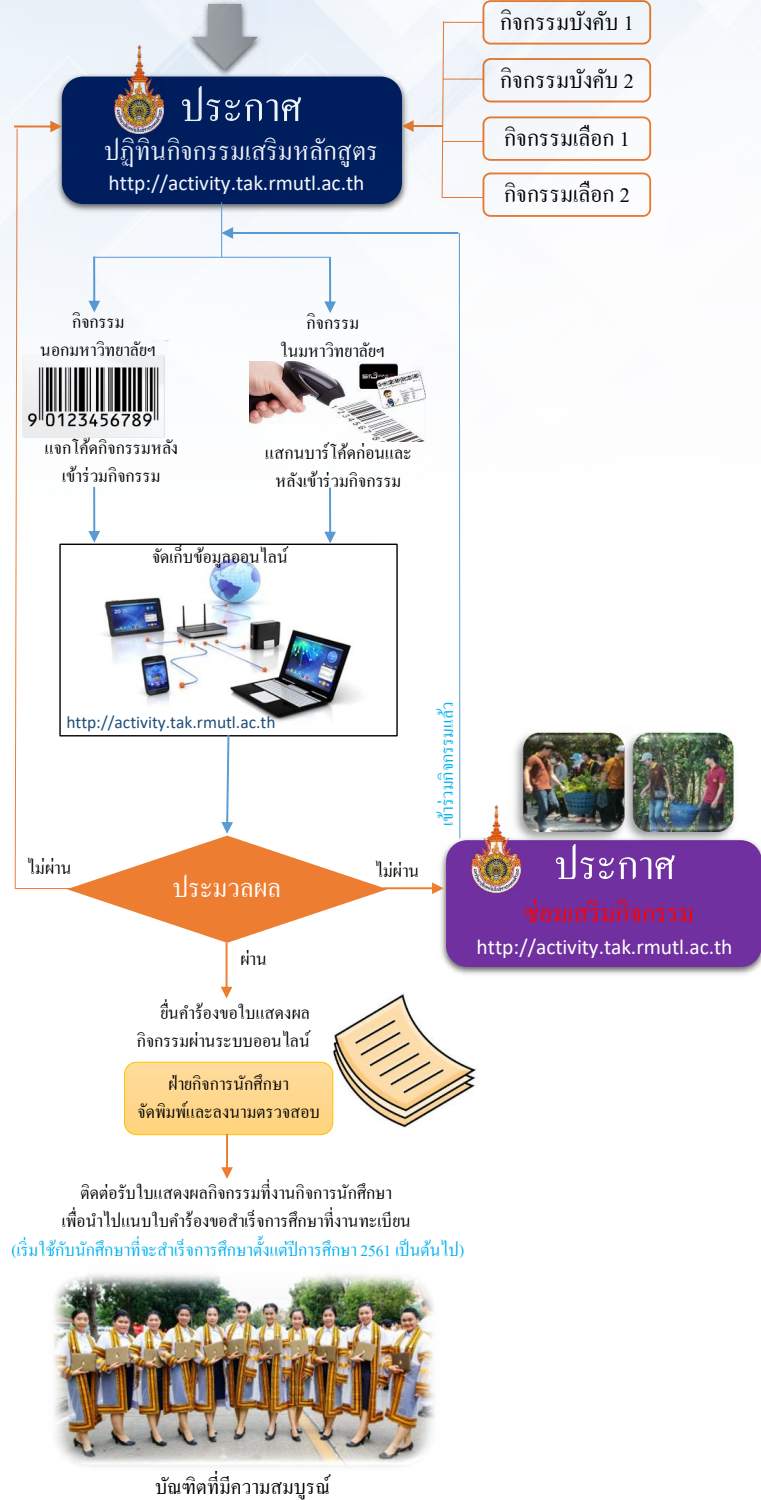 กิจกรรมบังคับ 1
กิจกรรมบังคับ 2
กิจกรรมเลือก 1
กิจกรรมเลือก 2
ประกาศ
ปฏิทินกิจกรรมเสริมหลักสูตร
http://activity.tak.rmutl.ac.th
กิจกรรม
นอกมหาวิทยาลัยฯ
9 0123456789
แจกโค้ดกิจกรรมหลัง
เข้าร่วมกิจกรรม
กิจกรรม
ในมหาวิทยาลัยฯ
แสกนบาร์โค้ดก่อนและ
หลังเข้าร่วมกิจกรรม
จัดเก็บข้อมูลออนไลน์
http://activity.tak.rmutl.ac.th
เข้าร่วมกิจกรรมแล้ว
ไม่ผ่าน
ประมวลผล
ไม่ผ่าน
ประกาศ
ซ่อมเสริมกิจกรรม
http://activity.tak.rmutl.ac.th
ผ่าน
ยื่นคำร้องขอใบแสดงผล
กิจกรรมผ่านระบบออนไลน์
ฝ่ายกิจการนักศึกษา
จัดพิมพ์และลงนามตรวจสอบ
ติดต่อรับใบแสดงผลกิจกรรมที่งานกิจการนักศึกษา
เพื่อนำไปแนบใบคำร้องขอสำเร็จการศึกษาที่งานทะเบียน
(เริ่มใช้กับนักศึกษาที่จะสำเร็จการศึกษาตั้งแต่ปีการศึกษา 2561 เป็นต้นไป)
บัณฑิตที่มีความสมบูรณ์